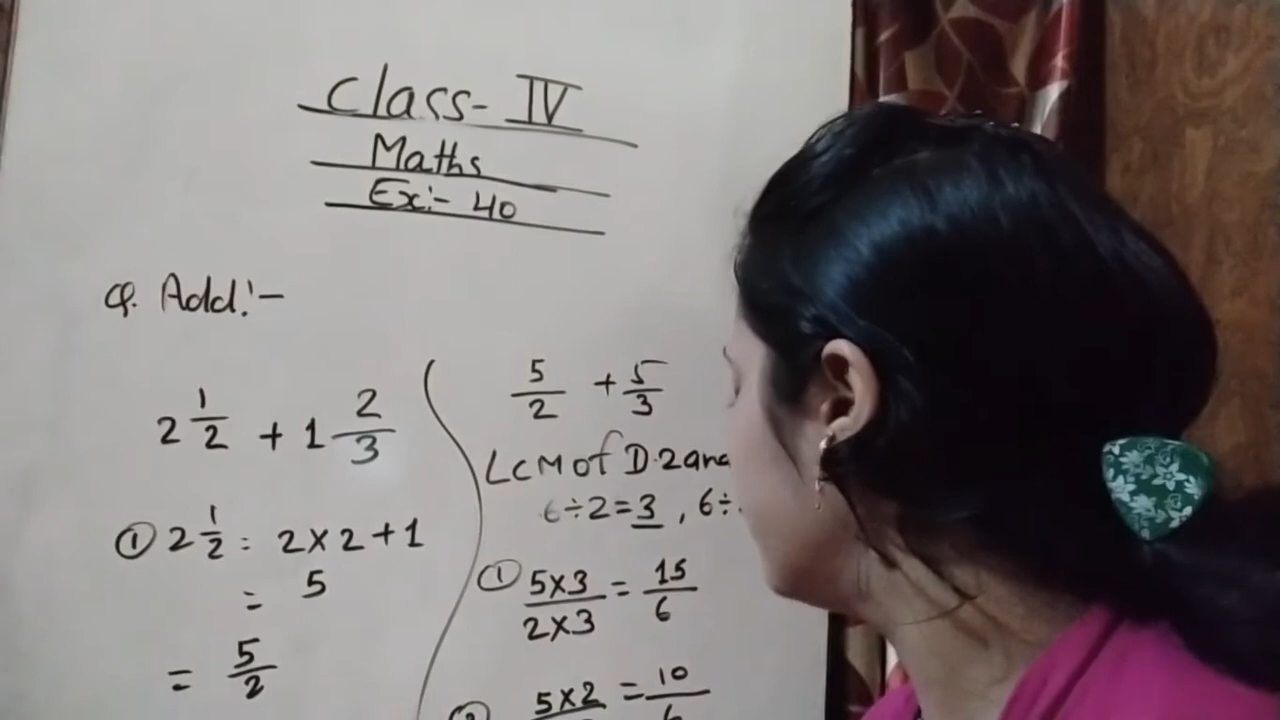 Class- IV
Maths
Ex:- 40
Q. Add:-
2 1/2 + 1 2/3
① 2 1/2 = 2×2+1
= 5
= 5/2
5/2 + 5/3
LCM of D.2 and
6÷2=3, 6÷
① 5×3/2×3 = 15/6
② 5×2 = 10/6